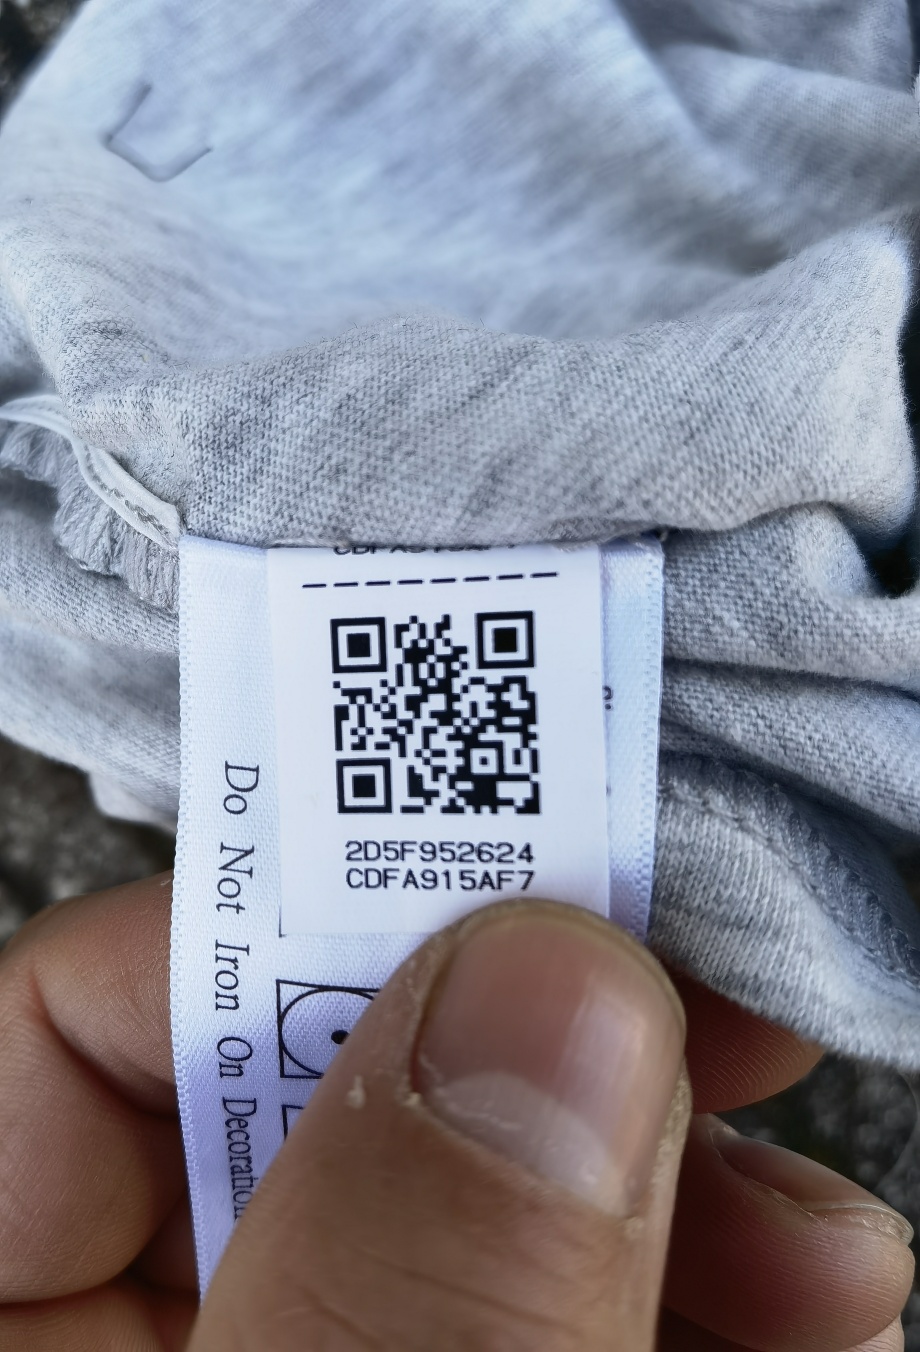 2D5F952624
CDFA915AF7
Do Not Iron On Decoration